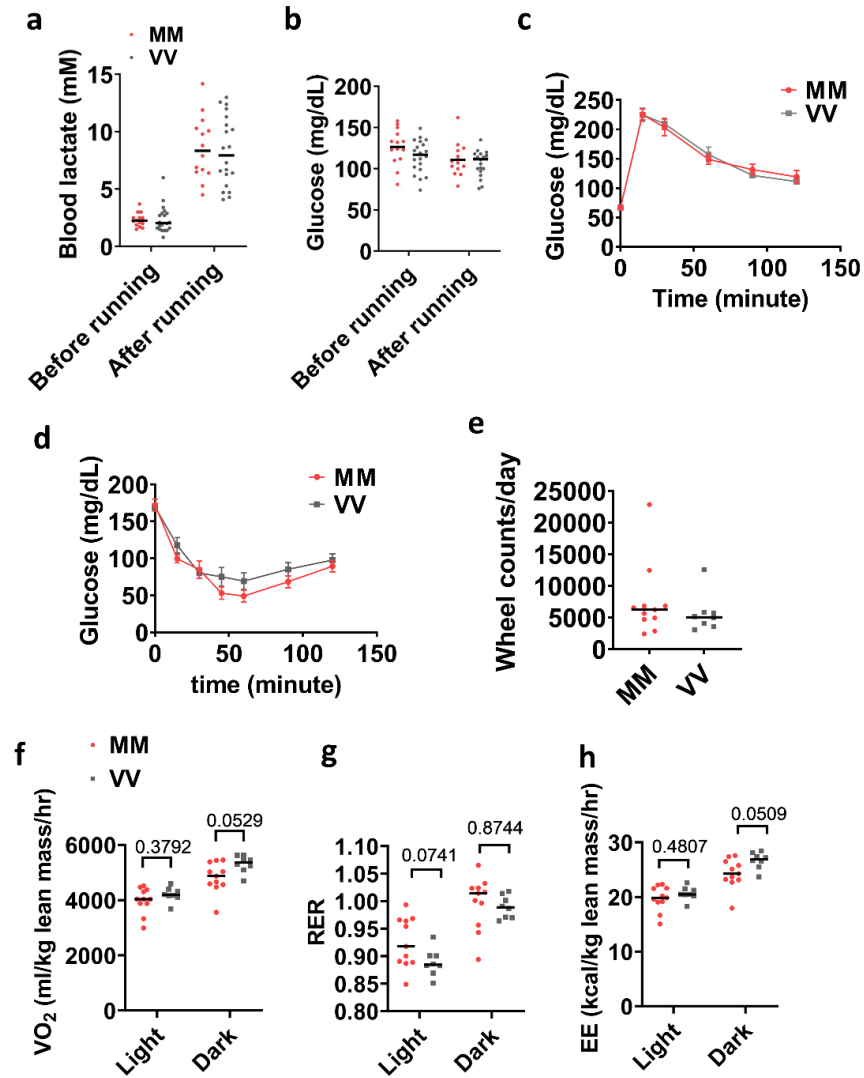 a
MM
VV
Blood lactate (mM)
15
10
5
0
Before running
After running
b
Glucose (mg/dL)
200
150
100
50
0
Before running
After running
c
MM
VV
Glucose (mg/dL)
250
200
150
100
50
0
0
50
100
150
Time (minute)
d
MM
VV
Glucose (mg/dL)
200
150
100
50
0
0
50
100
150
time (minute)
e
Wheel counts/day
25000
20000
15000
10000
5000
0
MM
VV
f
MM
VV
VO2 (ml/kg lean mass/hr)
6000
4000
2000
0
0.3792
0.0529
Light
Dark
g
RER
1.10
1.05
1.00
0.95
0.90
0.85
0.80
0.0741
0.8744
Light
Dark
h
EE (kcal/kg lean mass/hr)
30
20
10
0
0.4807
0.0509
Light
Dark